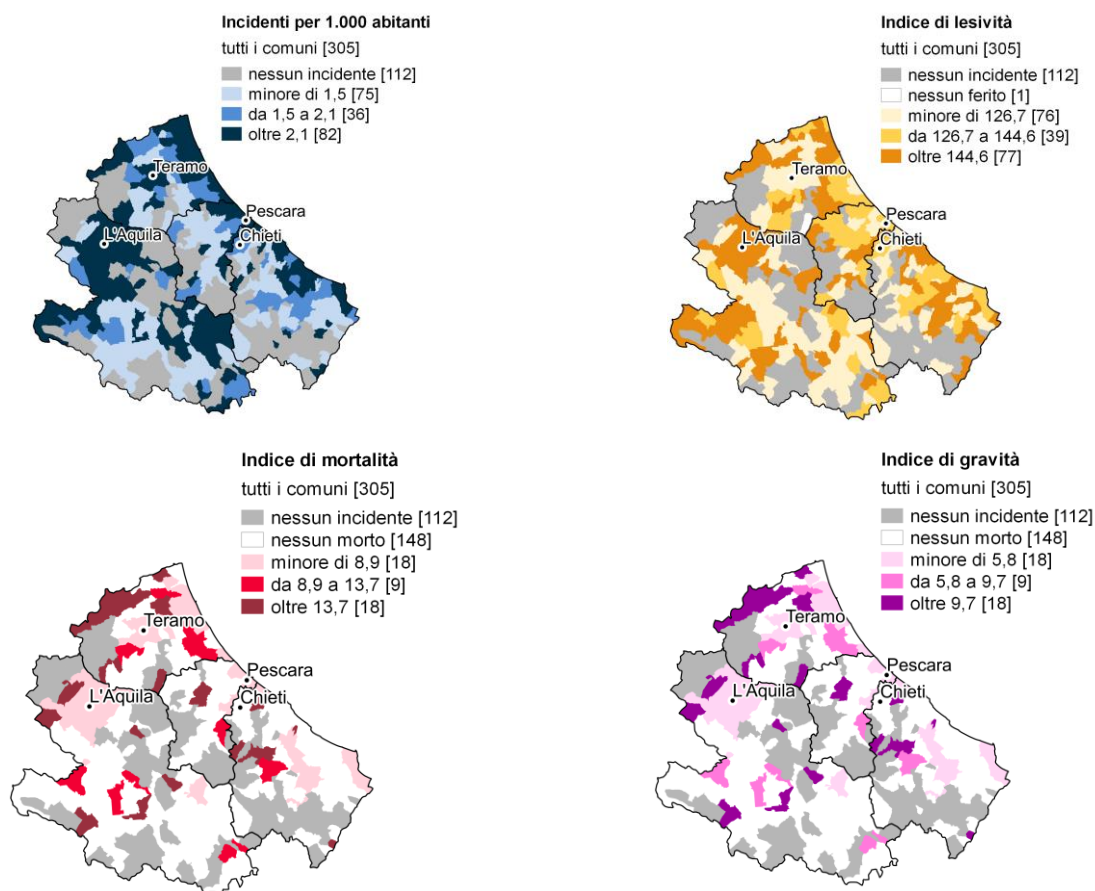 Incidenti per 1.000 abitanti
tutti i comuni [305]
nessun incidente [112]
minore di 1,5 [75]
da 1,5 a 2,1 [36]
oltre 2,1 [82]
Teramo
Pescara
L'Aquila
Chieti
Indice di lesività
tutti i comuni [305]
nessun incidente [112]
nessun ferito [1]
minore di 126,7 [76]
da 126,7 a 144,6 [39]
oltre 144,6 [77]
Teramo
Pescara
L'Aquila
Chieti
Indice di mortalità
tutti i comuni [305]
nessun incidente [112]
nessun morto [148]
minore di 8,9 [18]
da 8,9 a 13,7 [9]
oltre 13,7 [18]
Teramo
Pescara
L'Aquila
Chieti
Indice di gravità
tutti i comuni [305]
nessun incidente [112]
nessun morto [148]
minore di 5,8 [18]
da 5,8 a 9,7 [9]
oltre 9,7 [18]
Teramo
Pescara
L'Aquila
Chieti